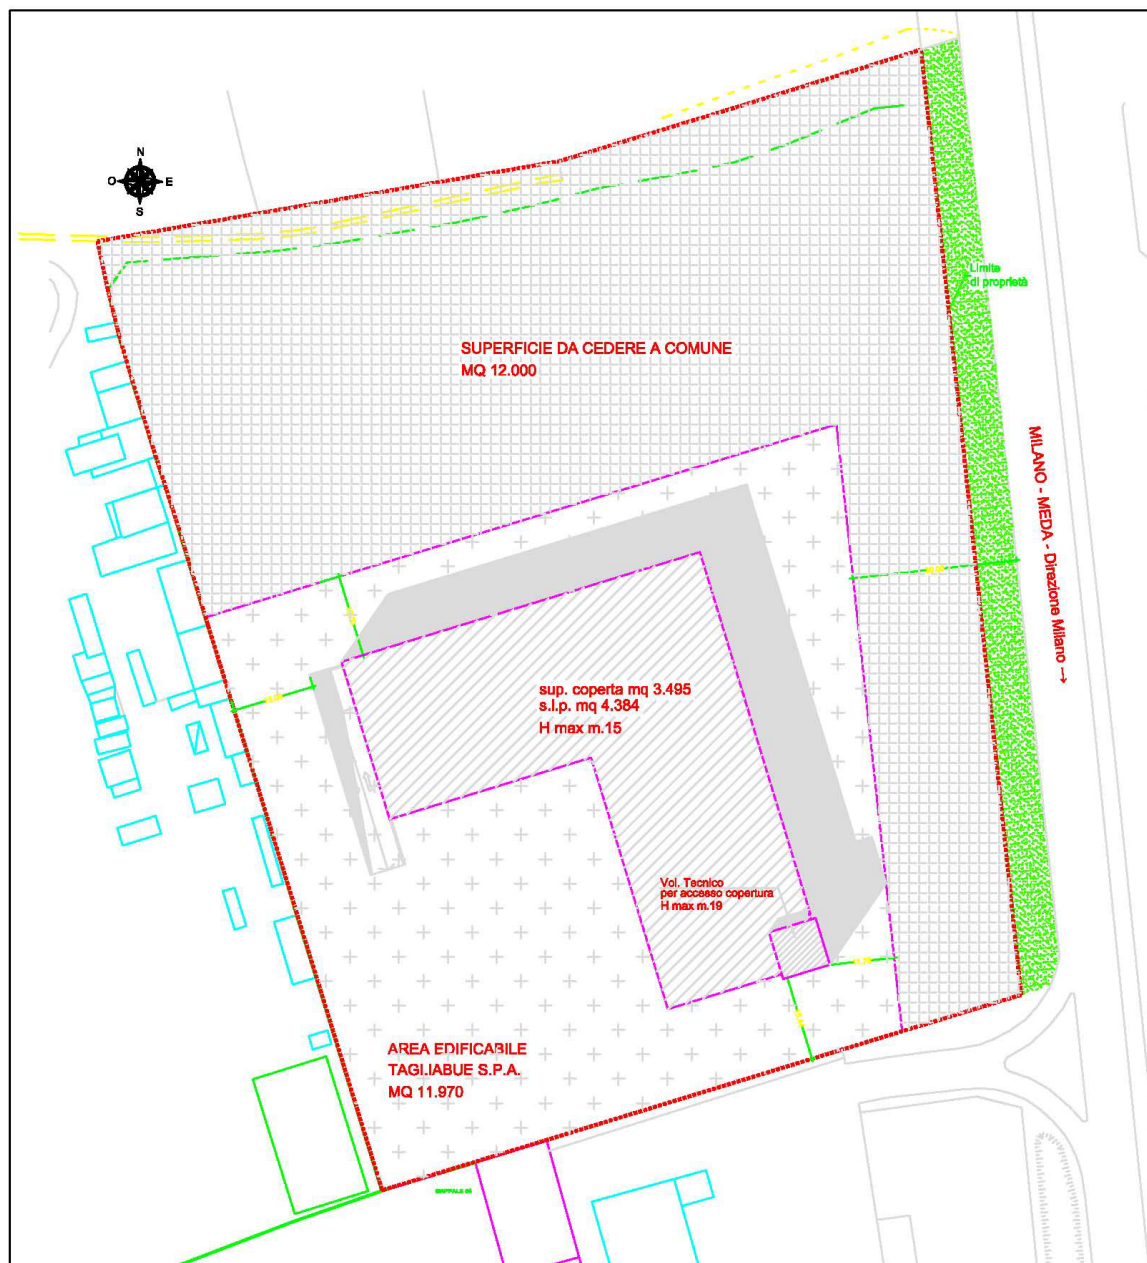 N
O E
S
Limite
di proprietà
SUPERFICIE DA CEDERE A COMUNE
MQ 12.000
MILANO - MEDA - Direzione Milano →
sup. coperta mq 3.495
s.l.p. mq 4.384
H max m.15
Vol. Tecnico
per accesso copertura
H max m.19
AREA EDIFICABILE
TAGLIABUE S.P.A.
MQ 11.970